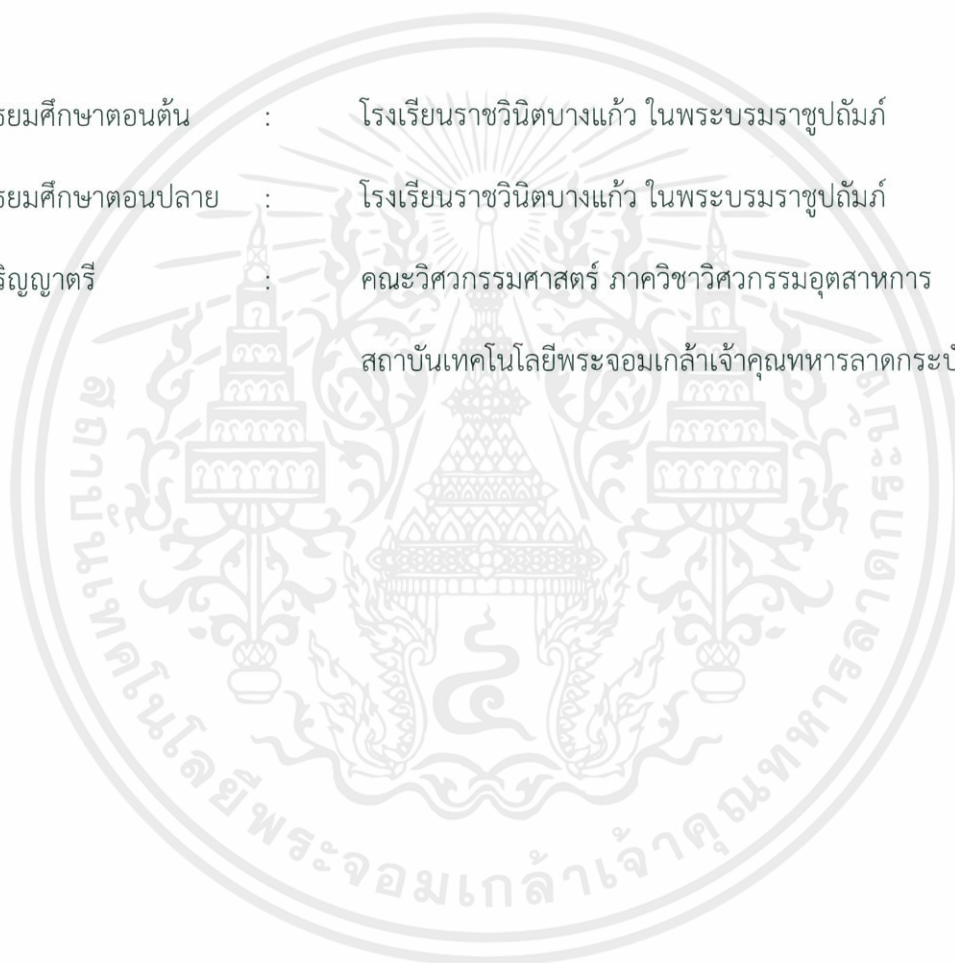 ธยมศึกษาตอนต้น : โรงเรียนราชวินิตบางแก้ว ในพระบรมราชูปถัมภ์
ธยมศึกษาตอนปลาย : โรงเรียนราชวินิตบางแก้ว ในพระบรมราชูปถัมภ์
ริญญาตรี : คณะวิศวกรรมศาสตร์ ภาควิชาวิศวกรรมอุตสาหการ
สถาบันเทคโนโลยีพระจอมเกล้าเจ้าคุณทหารลาดกระบั
สถาบันเทคโนโลยีพระจอมเกล้าเจ้าคุณทหารลาดกระบัง